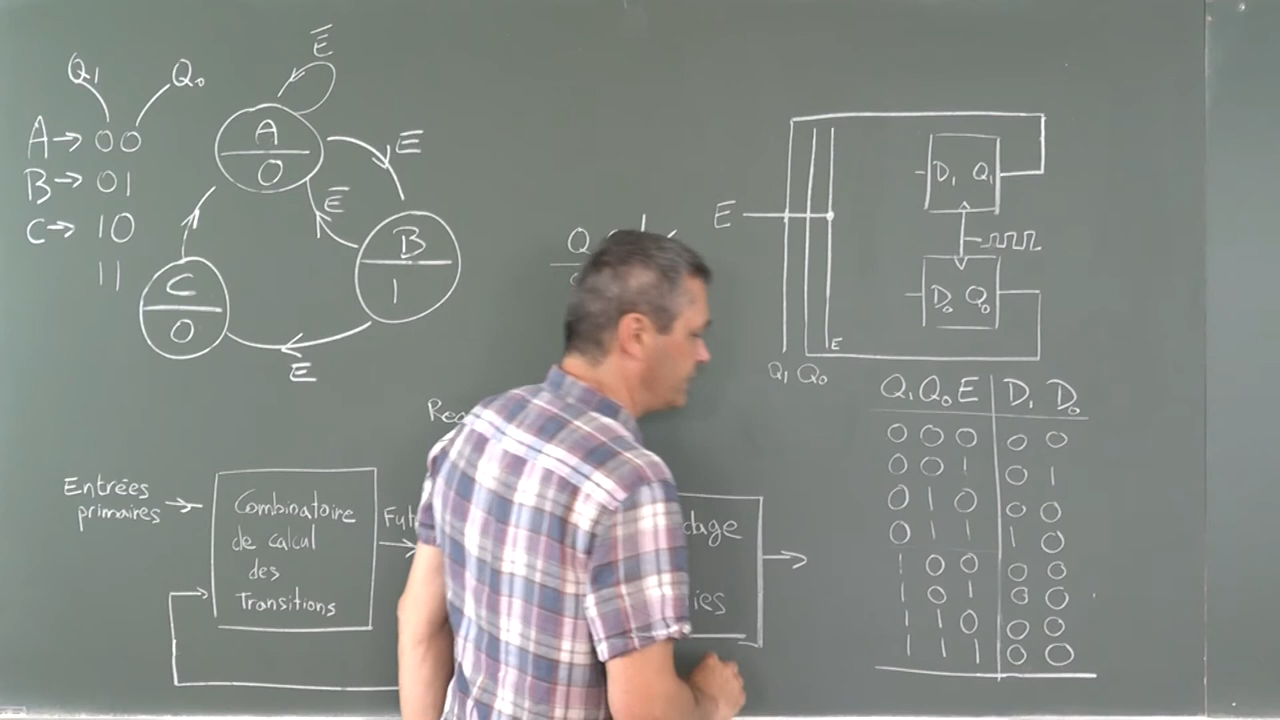 Q₁ Q₀
A → 00
B → 01
C → 10
11
E̅
A
0
E
E̅
B
1
C
0
E
Q
E
D₁ Q₁
D₀ Q₀
E
Q₁ Q₀
Q₁ Q₀ E | D₁ D₀
0 0 0 | 0 0
0 0 1 | 0 1
0 1 0 | 0 0
0 1 1 | 1 0
1 0 0 | 0 0
1 0 1 | 0 0
1 1 0 | 0 0
1 1 1 | 0 0
Entrées
primaires
Combinatoire
de calcul
des
Transitions